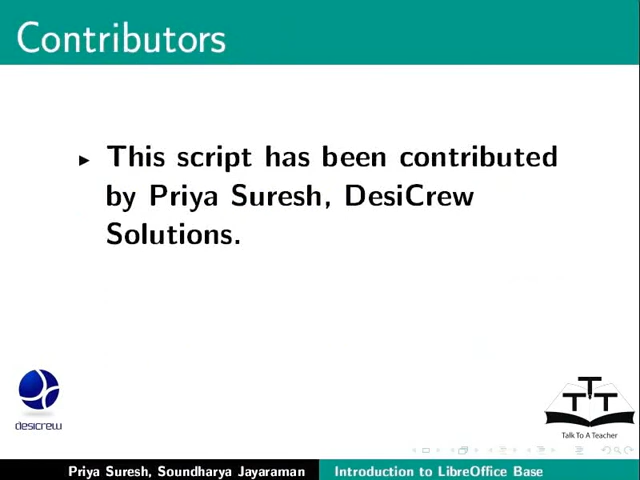 Contributors
This script has been contributed
by Priya Suresh, DesiCrew
Solutions.
desicrew
T T T
Talk To A Teacher
Priya Suresh, Soundharya Jayaraman
Introduction to LibreOffice Base